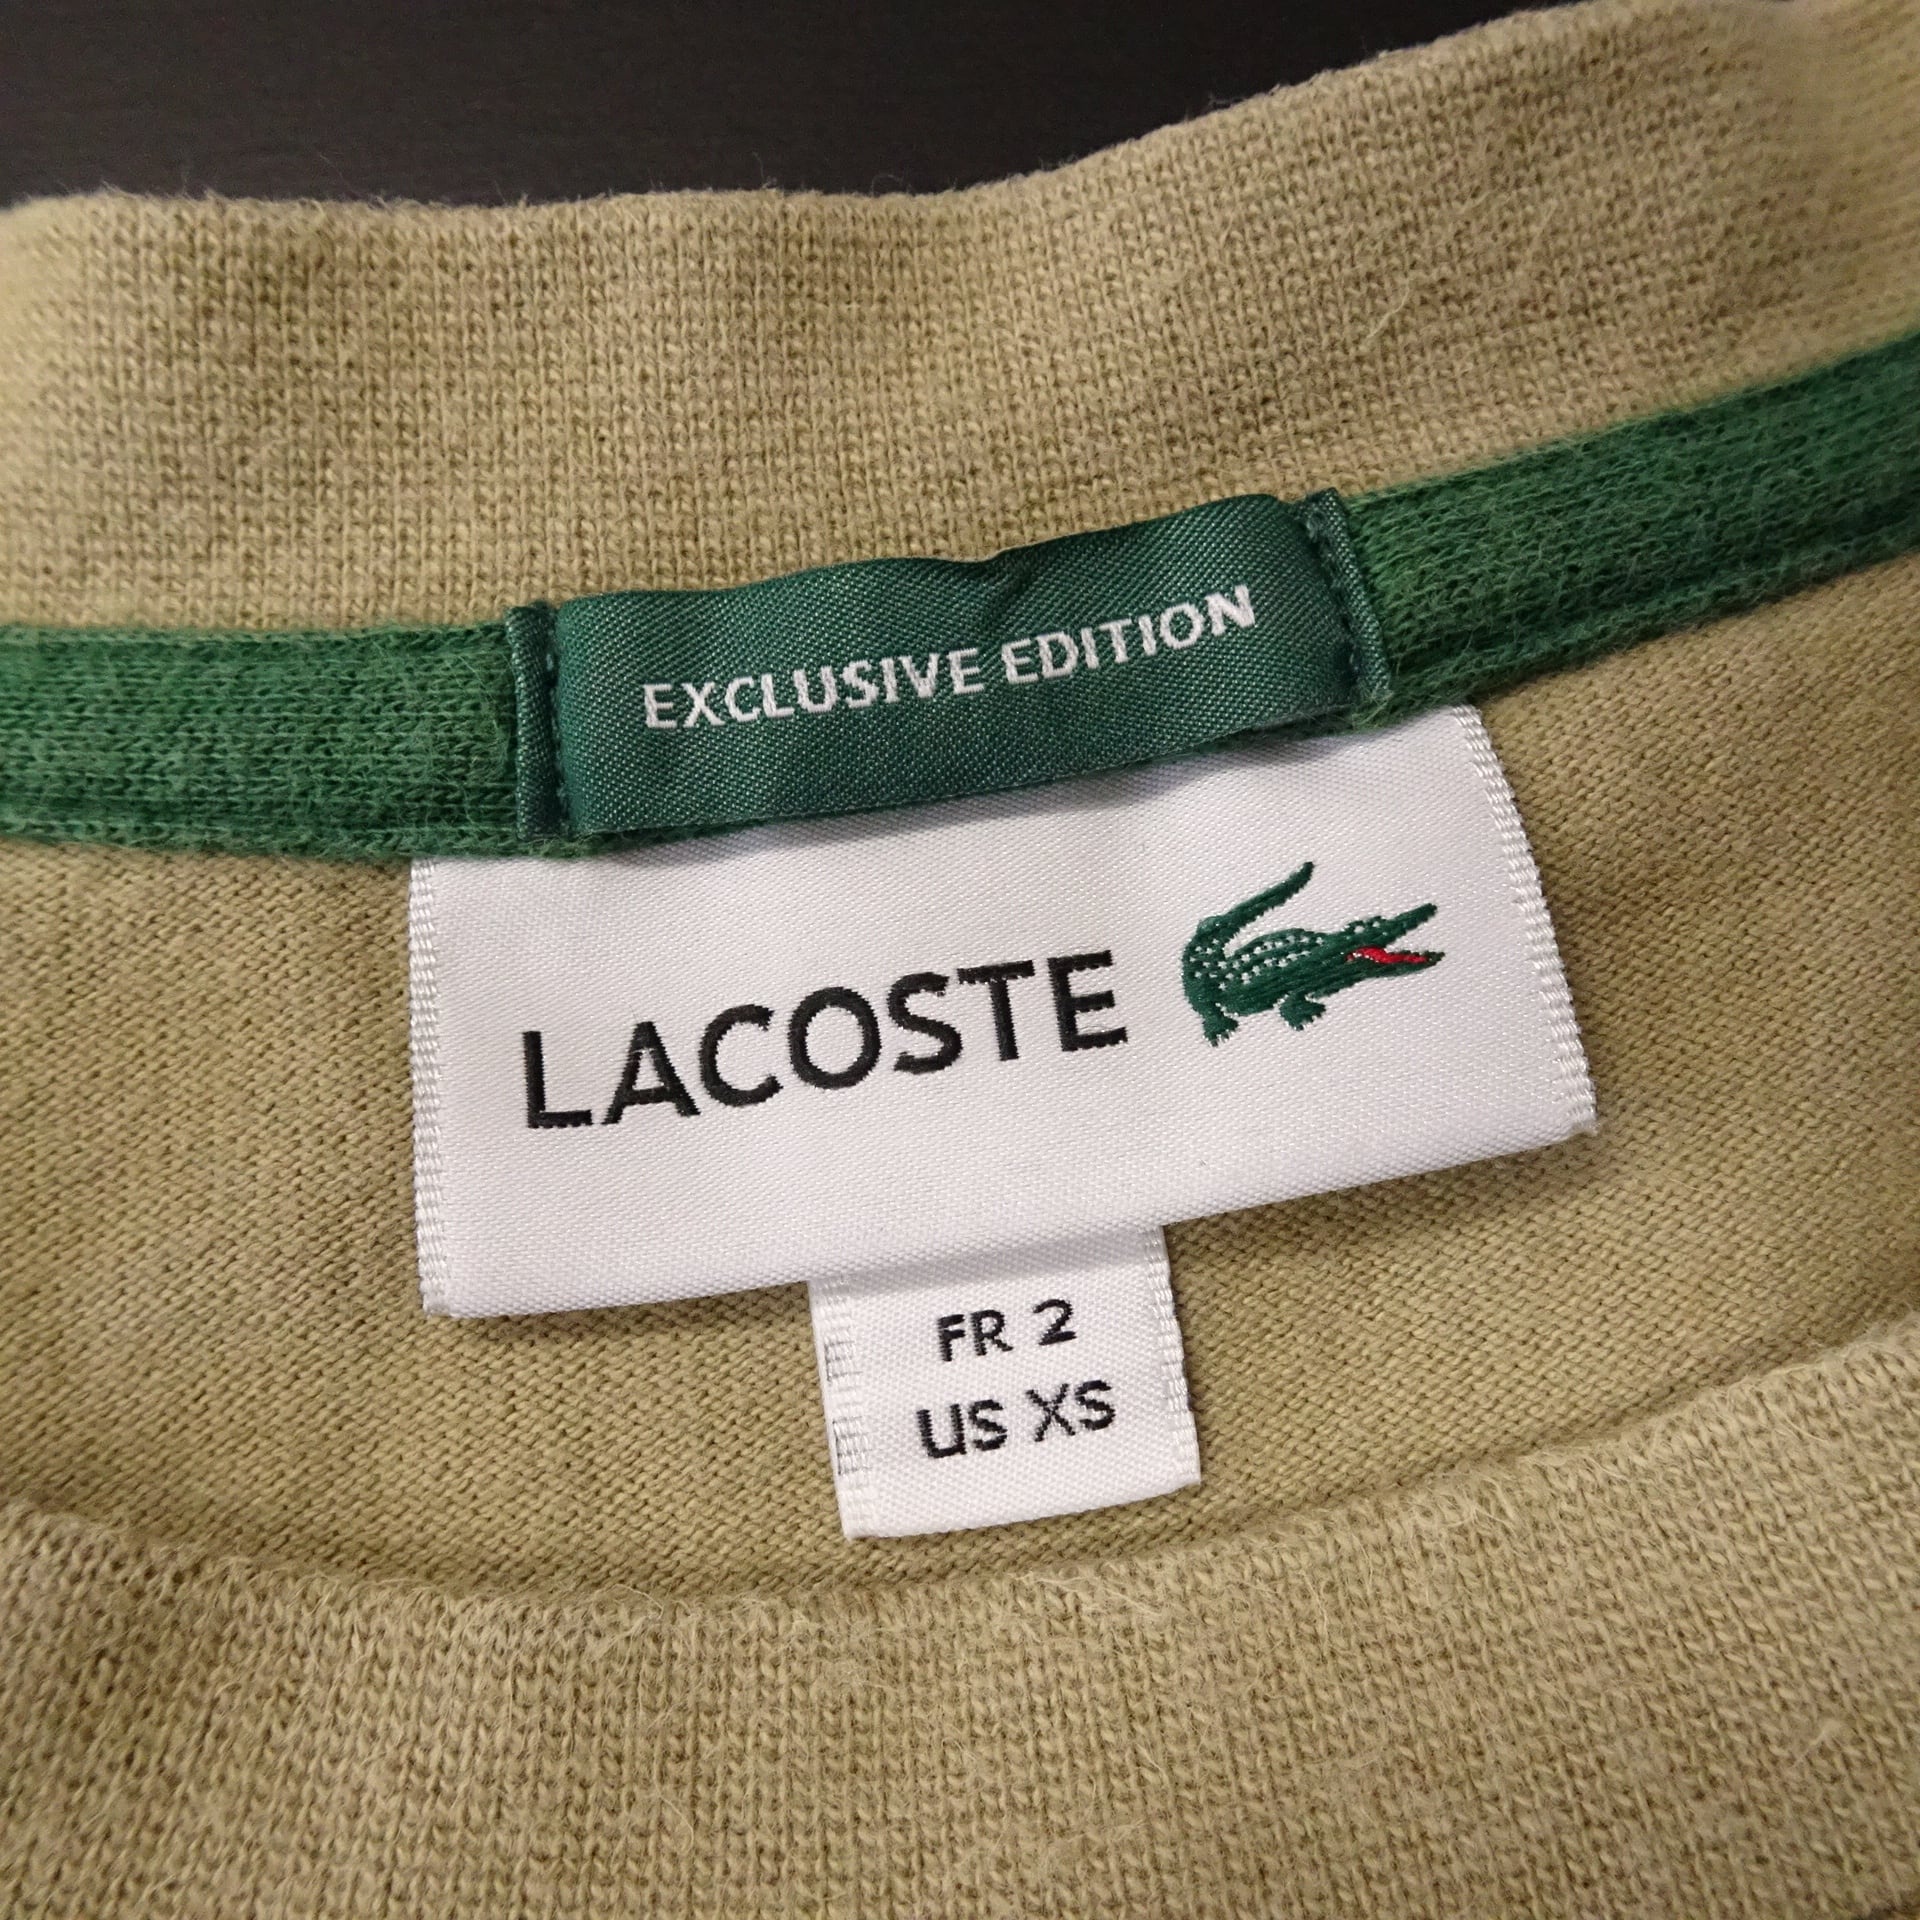 EXCLUSIVE EDITION
LACOSTE
FR 2
US XS